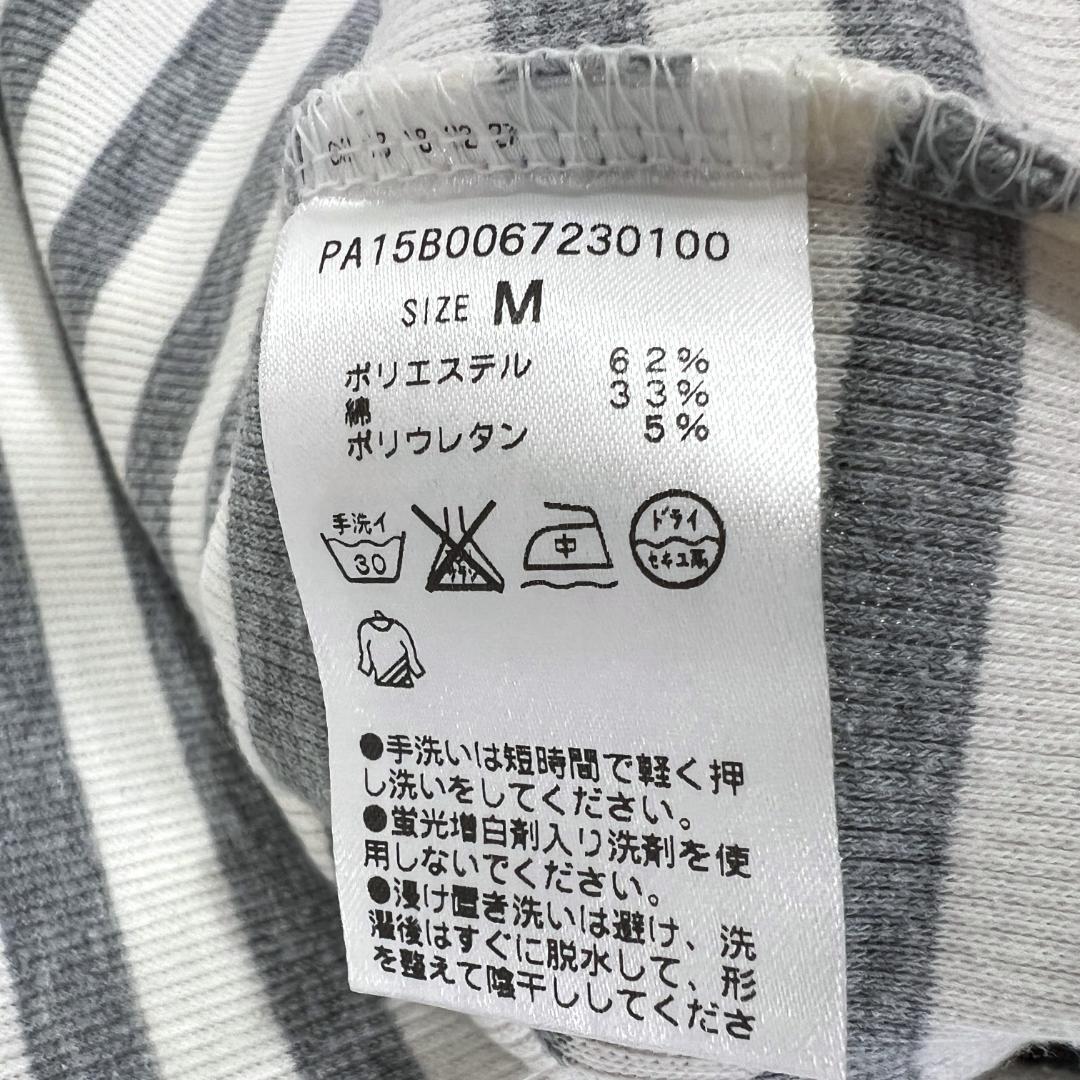 PA15B0067230100
SIZE M
ポリエステル 62%
綿 33%
ポリウレタン 5%
手洗イ
30
中
ドライ
セキユ系
●手洗いは短時間で軽く押
し洗いをしてください。
●蛍光増白剤入り洗剤を使
用しないでください。
●浸け置き洗いは避け、洗
濯後はすぐに脱水して、形
を整えて陰干ししてくださ